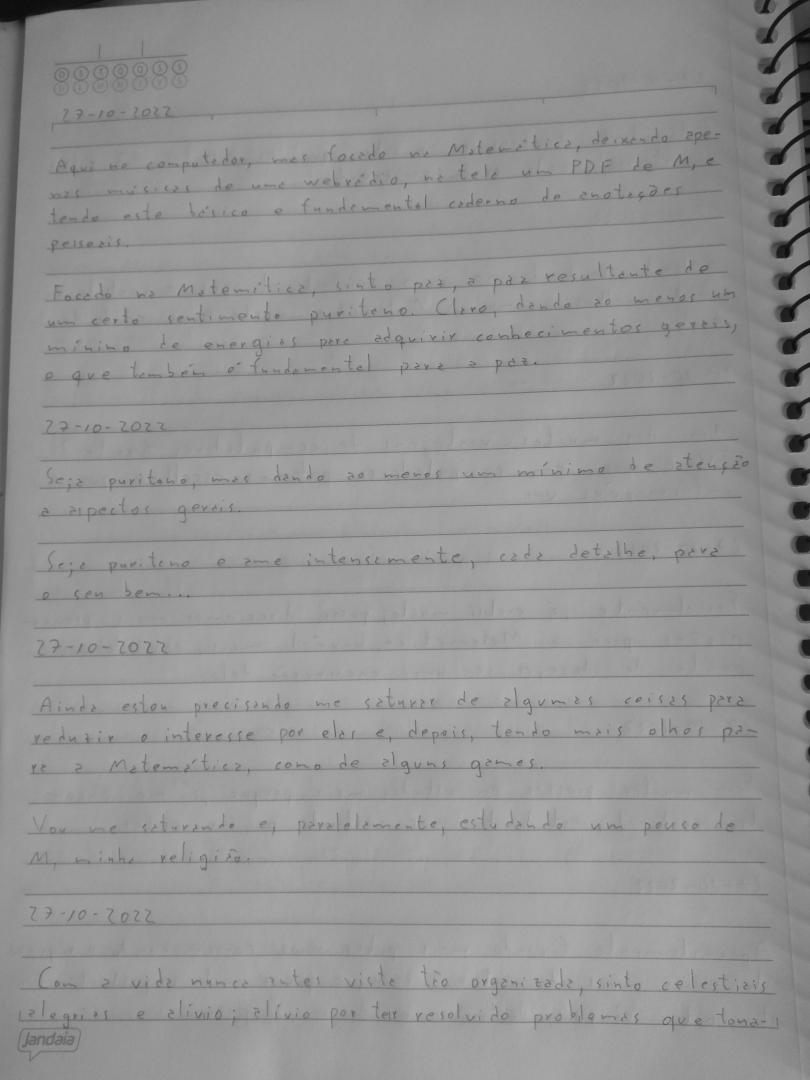 D S T Q Q S S
D L M M J V S
27-10-2022
Aqui no computador, mas focado na Matemática, deixando ape-
nas músicas de uma webrádio, na tela um PDF de M, e
tendo este básico e fundamental caderno de anotações
pessoais.
Focado na Matemática, sinto paz, a paz resultante de
um certo sentimento puritano. Claro, dando ao menos um
mínimo de energias para adquirir conhecimentos gerais,
o que também é fundamental para a paz.
27-10-2022
Seja puritano, mas dando ao menos um mínimo de atenção
a aspectos gerais.
Seja puritano e ame intensamente, cada detalhe, para
o seu bem...
27-10-2022
Ainda estou precisando me saturar de algumas coisas para
reduzir o interesse por elas e, depois, tendo mais olhos pa-
ra a Matemática, como de alguns games.
Vou me saturando e, paralelamente, estudando um pouco de
M, minha religião.
27-10-2022
Com a vida nunca antes vista tão organizada, sinto celestiais
alegrias e alívio; alívio por ter resolvido problemas que toma-
jandaia